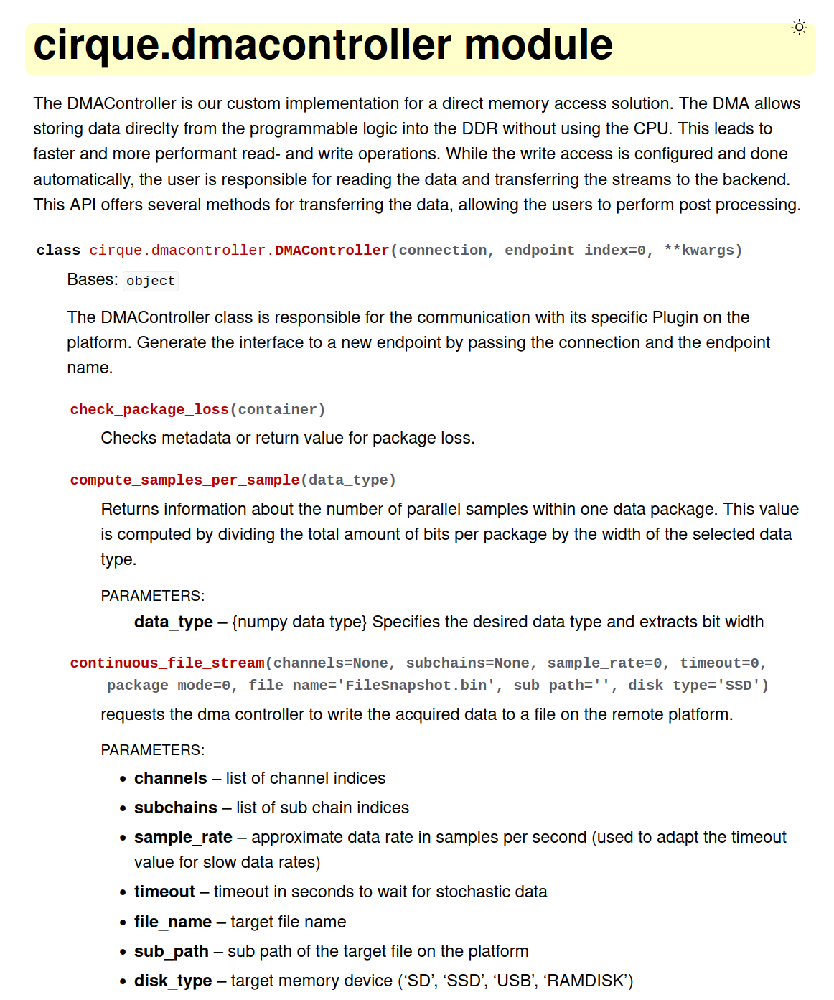 cirque.dmacontroller module
The DMAController is our custom implementation for a direct memory access solution. The DMA allows
storing data direclty from the programmable logic into the DDR without using the CPU. This leads to
faster and more performant read- and write operations. While the write access is configured and done
automatically, the user is responsible for reading the data and transferring the streams to the backend.
This API offers several methods for transferring the data, allowing the users to perform post processing.
class cirque.dmacontroller.DMAController(connection, endpoint_index=0, **kwargs)
Bases: object
The DMAController class is responsible for the communication with its specific Plugin on the
platform. Generate the interface to a new endpoint by passing the connection and the endpoint
name.
check_package_loss(container)
Checks metadata or return value for package loss.
compute_samples_per_sample(data_type)
Returns information about the number of parallel samples within one data package. This value
is computed by dividing the total amount of bits per package by the width of the selected data
type.
PARAMETERS:
data_type – {numpy data type} Specifies the desired data type and extracts bit width
continuous_file_stream(channels=None, subchains=None, sample_rate=0, timeout=0,
package_mode=0, file_name='FileSnapshot.bin', sub_path='', disk_type='SSD')
requests the dma controller to write the acquired data to a file on the remote platform.
PARAMETERS:
• channels – list of channel indices
• subchains – list of sub chain indices
• sample_rate – approximate data rate in samples per second (used to adapt the timeout
value for slow data rates)
• timeout – timeout in seconds to wait for stochastic data
• file_name – target file name
• sub_path – sub path of the target file on the platform
• disk_type – target memory device (‘SD’, ‘SSD’, ‘USB’, ‘RAMDISK’)